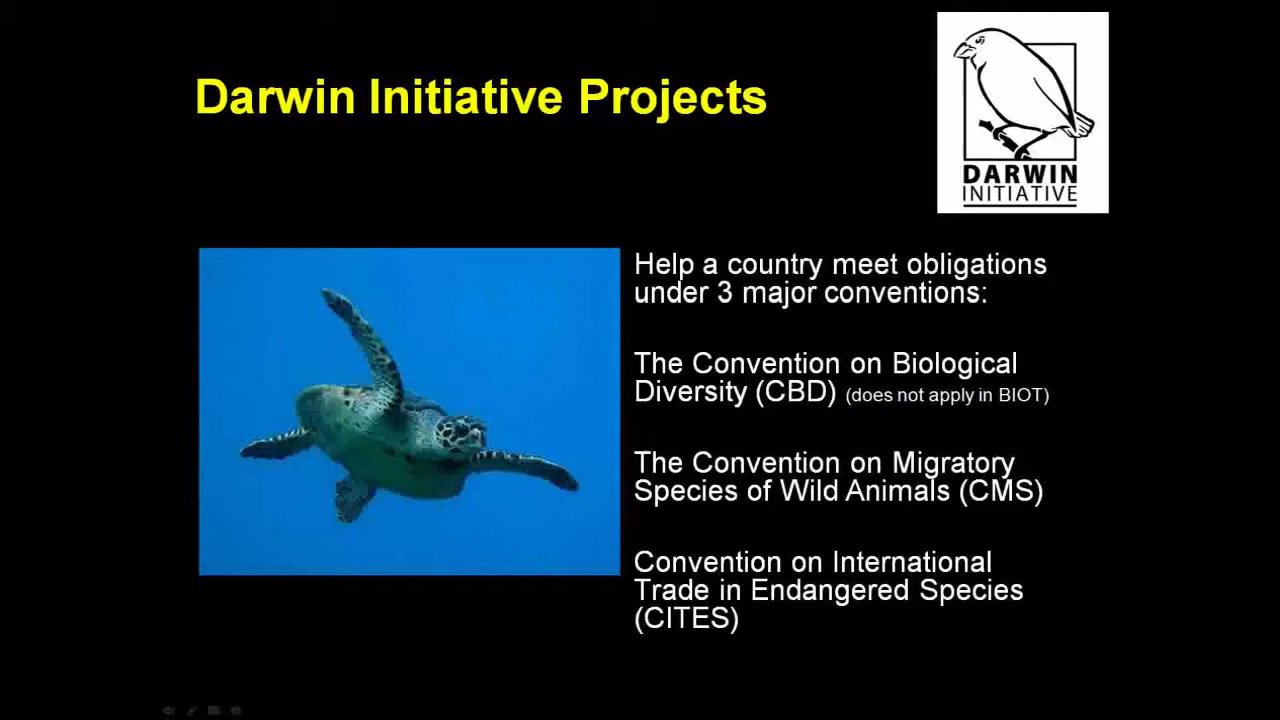 Darwin Initiative Projects
DARWIN
INITIATIVE
Help a country meet obligations
under 3 major conventions:
The Convention on Biological
Diversity (CBD) (does not apply in BIOT)
The Convention on Migratory
Species of Wild Animals (CMS)
Convention on International
Trade in Endangered Species
(CITES)